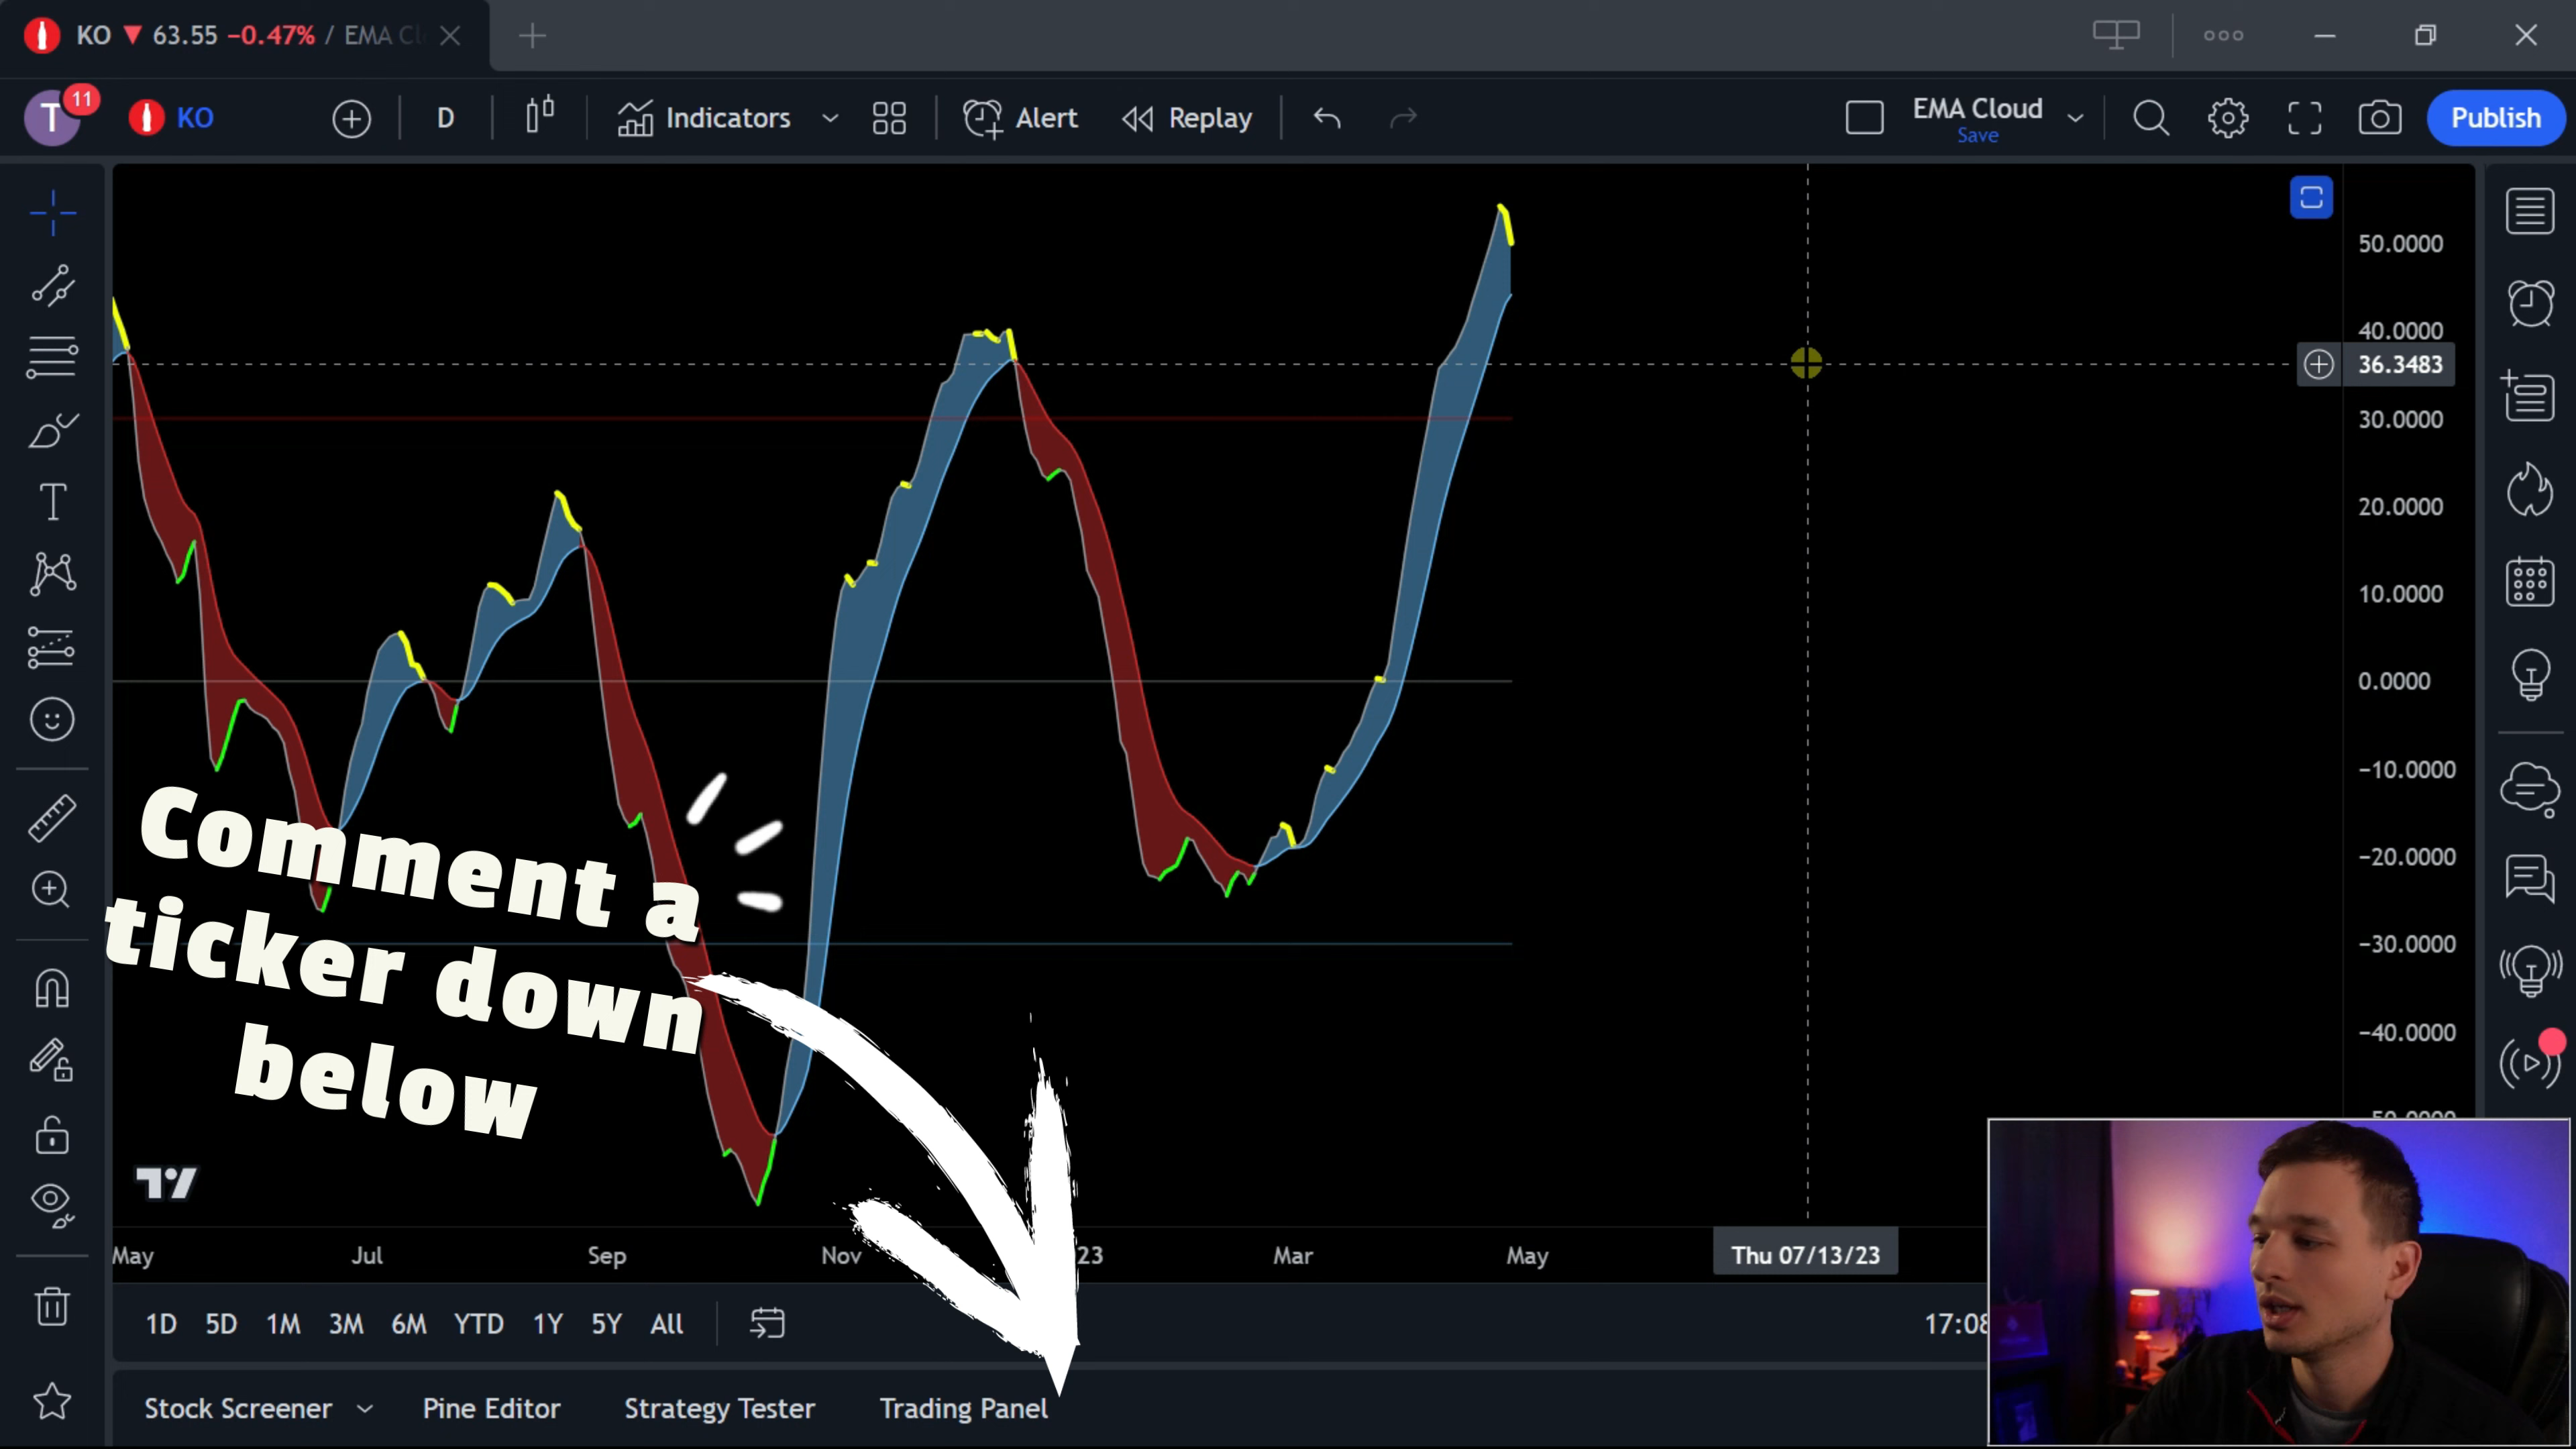 KO ▼ 63.55 −0.47% / EMA Cl
T 11 KO D Indicators Alert Replay EMA Cloud Publish
Save
50.0000
40.0000
36.3483
30.0000
20.0000
10.0000
0.0000
−10.0000
−20.0000
−30.0000
−40.0000
Comment a
ticker down
below
May Jul Sep Nov 23 Mar May Thu 07/13/23
1D 5D 1M 3M 6M YTD 1Y 5Y All 17:08
Stock Screener Pine Editor Strategy Tester Trading Panel